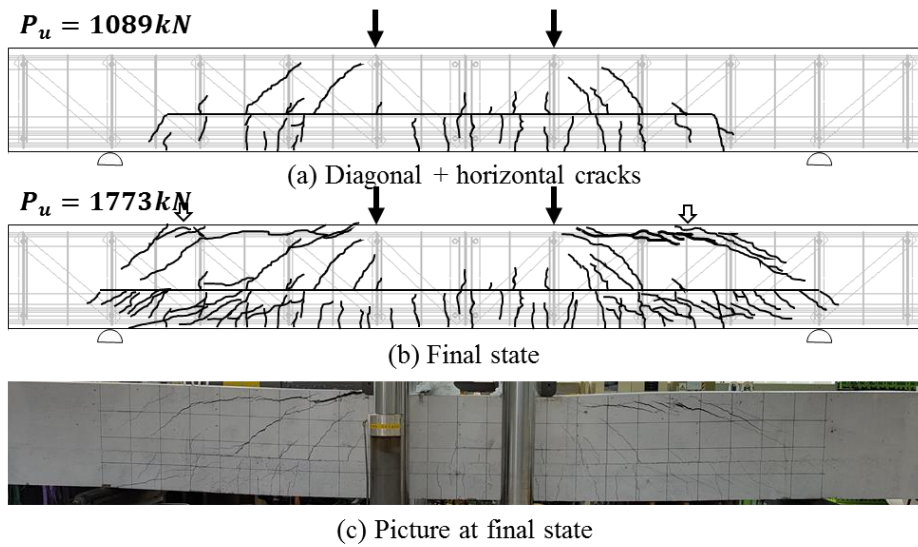 P_u = 1089kN
(a) Diagonal + horizontal cracks
P_u = 1773kN
(b) Final state
(c) Picture at final state